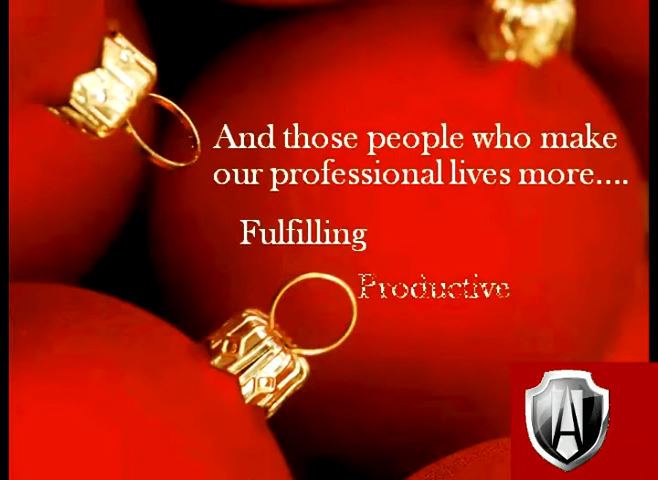 And those people who make
our professional lives more....
Fulfilling
Productive
A